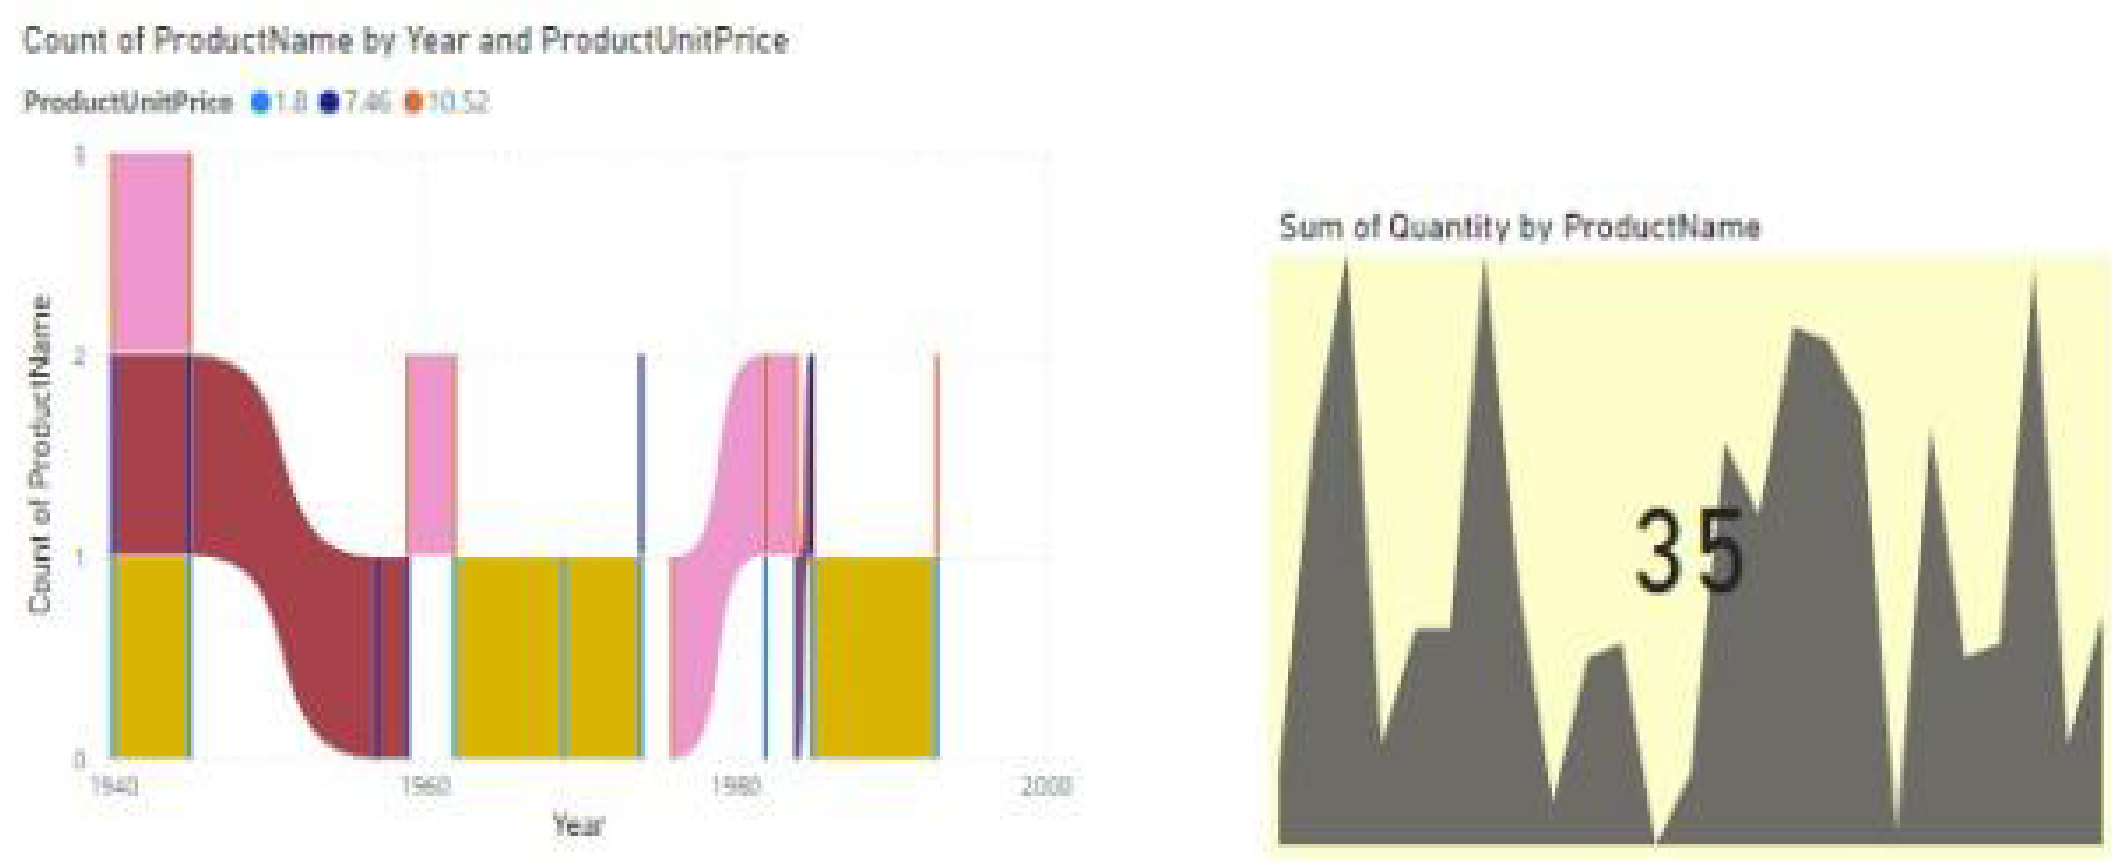 Count of ProductName by Year and ProductUnitPrice
ProductUnitPrice 1.8 7.46 10.52
3
2
1
0
Count of ProductName
1940 1960 1980 2000
Year
Sum of Quantity by ProductName
35